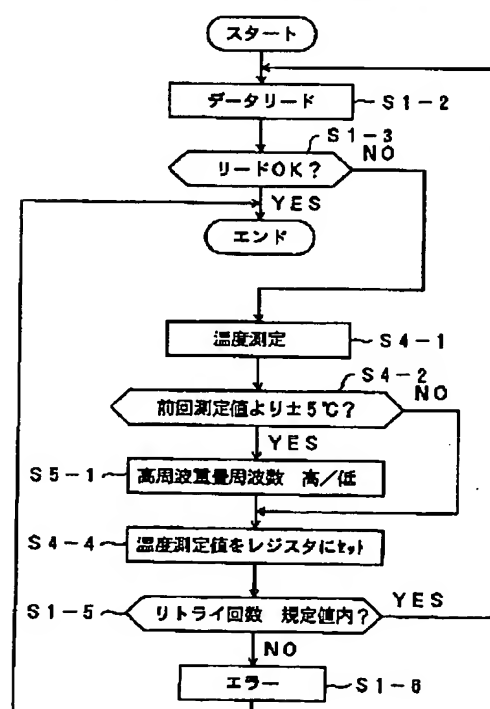 スタート
データリード S1-2
S1-3
リードOK? NO
YES
エンド
温度測定 S4-1
S4-2
前回測定値より±5℃? NO
YES
S5-1 高周波重畳周波数 高/低
S4-4 温度測定値をレジスタにセット
S1-5 リトライ回数 規定値内? YES
NO
エラー S1-6